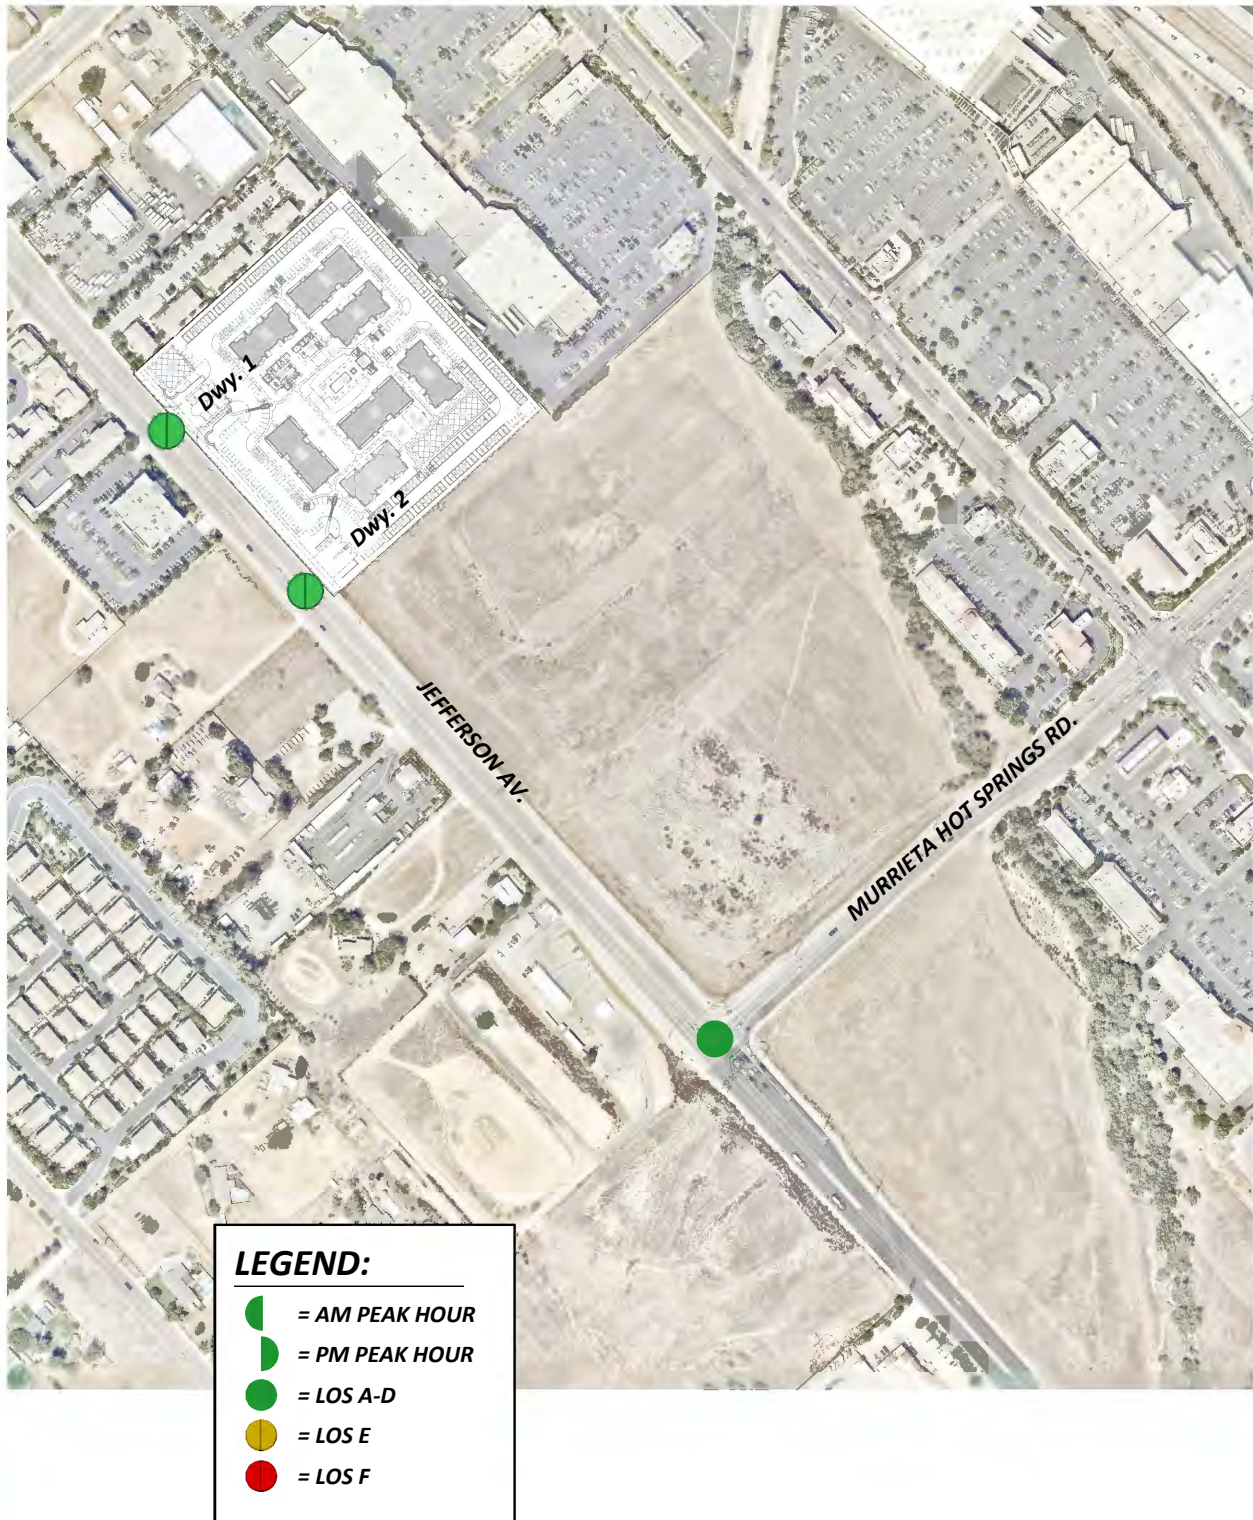 Dwy. 1
Dwy. 2
JEFFERSON AV.
MURRIETA HOT SPRINGS RD.
LEGEND:
= AM PEAK HOUR
= PM PEAK HOUR
= LOS A-D
= LOS E
= LOS F